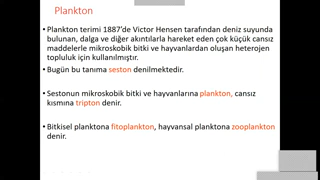 Plankton
• Plankton terimi 1887'de Victor Hensen tarafından deniz suyunda
bulunan, dalga ve diğer akıntılarla hareket eden çok küçük cansız
maddelerle mikroskobik bitki ve hayvanlardan oluşan heterojen
topluluk için kullanılmıştır.
• Bugün bu tanıma seston denilmektedir.
• Sestonun mikroskobik bitki ve hayvanlarına plankton, cansız
kısmına tripton denir.
• Bitkisel planktona fitoplankton, hayvansal planktona zooplankton
denir.